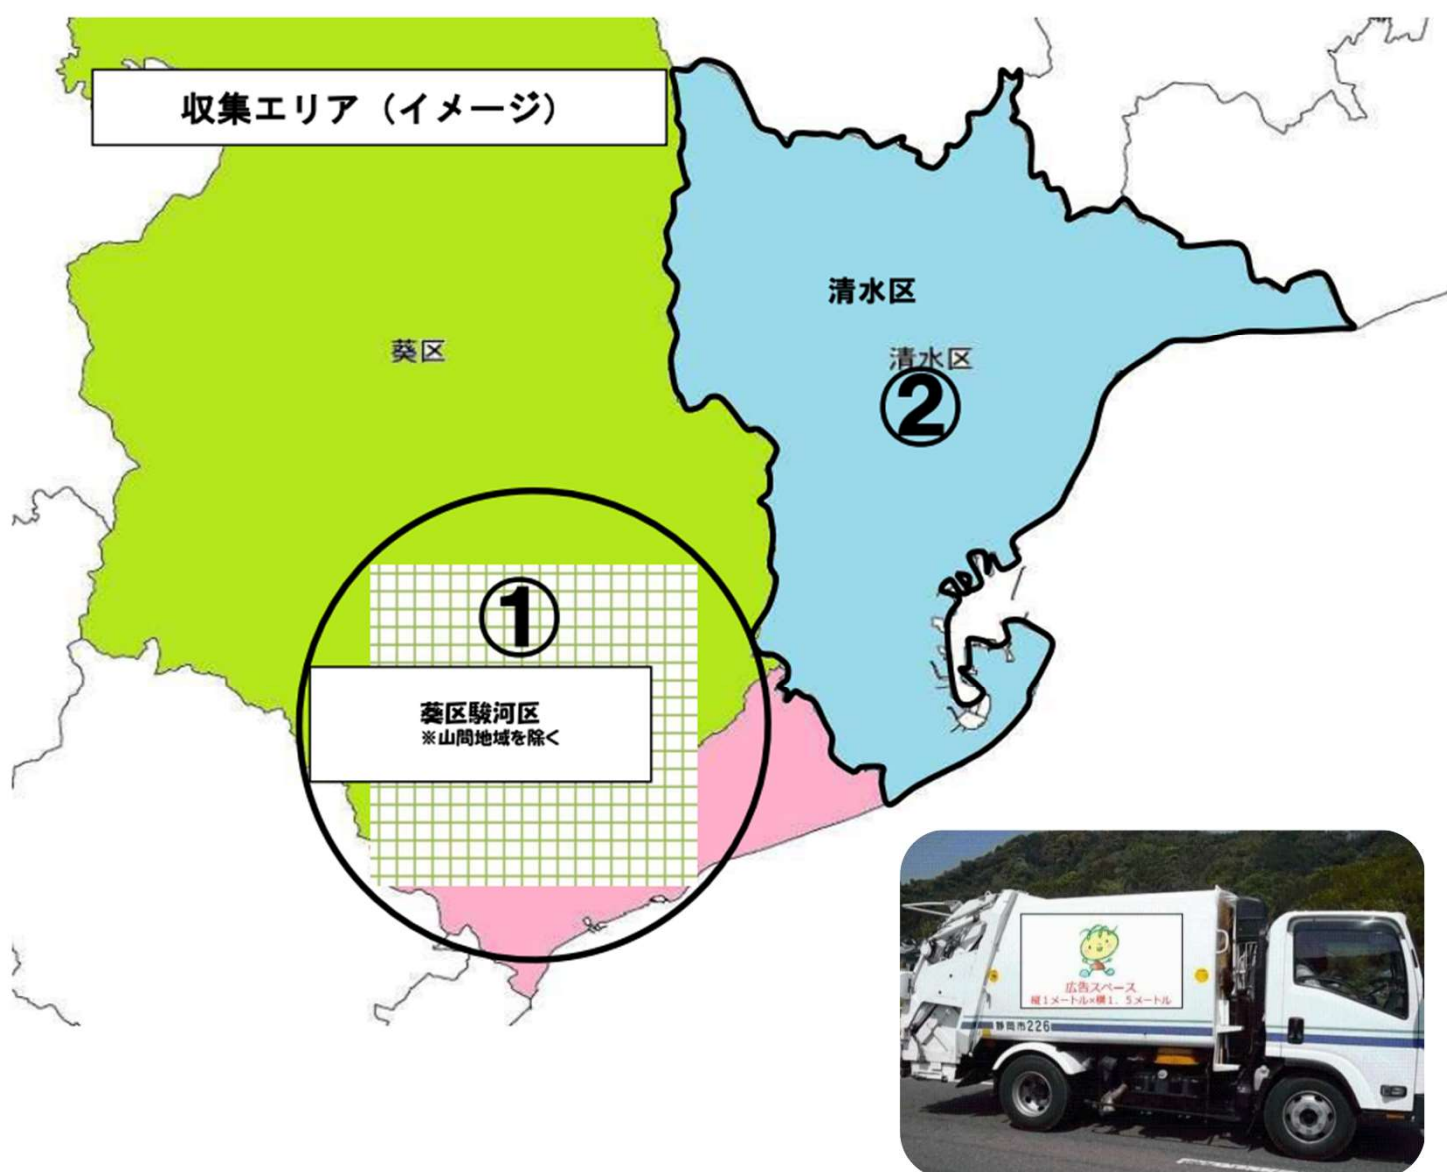 収集エリア（イメージ）
清水区
葵区
清水区
②
①
葵区駿河区
※山間地域を除く
広告スペース
縦１メートル×横１．５メートル
静岡市226